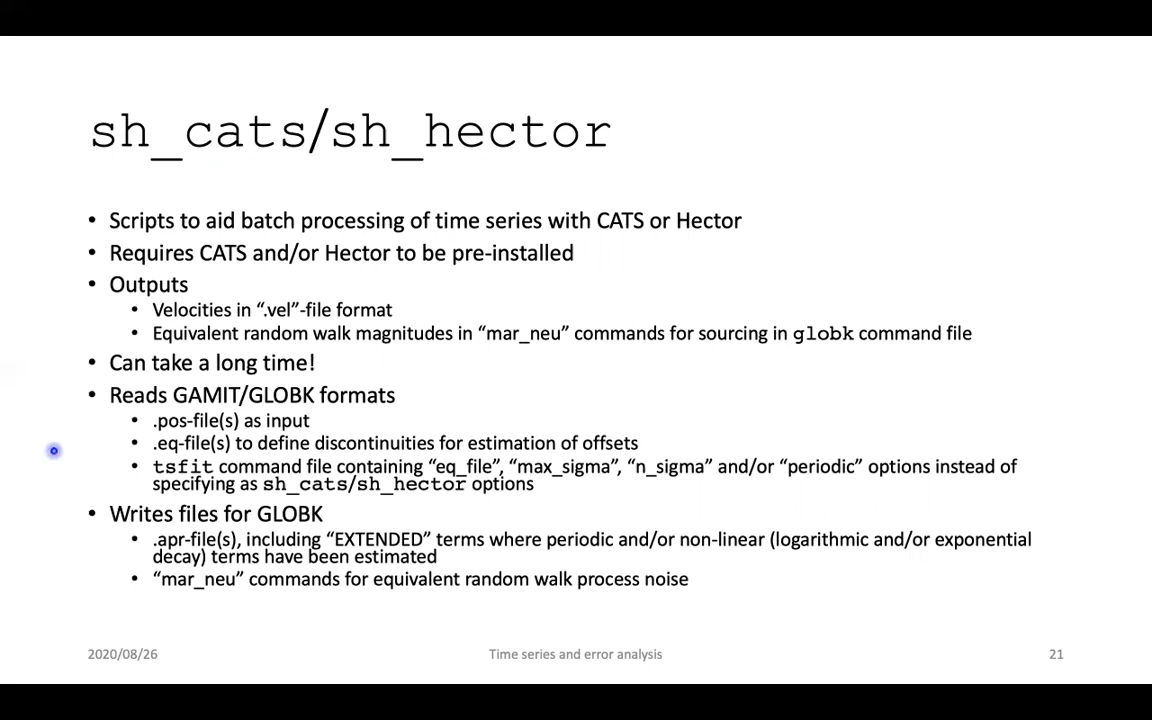 sh_cats/sh_hector
• Scripts to aid batch processing of time series with CATS or Hector
• Requires CATS and/or Hector to be pre-installed
• Outputs
• Velocities in “.vel”-file format
• Equivalent random walk magnitudes in “mar_neu” commands for sourcing in globk command file
• Can take a long time!
• Reads GAMIT/GLOBK formats
• .pos-file(s) as input
• .eq-file(s) to define discontinuities for estimation of offsets
• tsfit command file containing “eq_file”, “max_sigma”, “n_sigma” and/or “periodic” options instead of
specifying as sh_cats/sh_hector options
• Writes files for GLOBK
• .apr-file(s), including “EXTENDED” terms where periodic and/or non-linear (logarithmic and/or exponential
decay) terms have been estimated
• “mar_neu” commands for equivalent random walk process noise
2020/08/26
Time series and error analysis
21